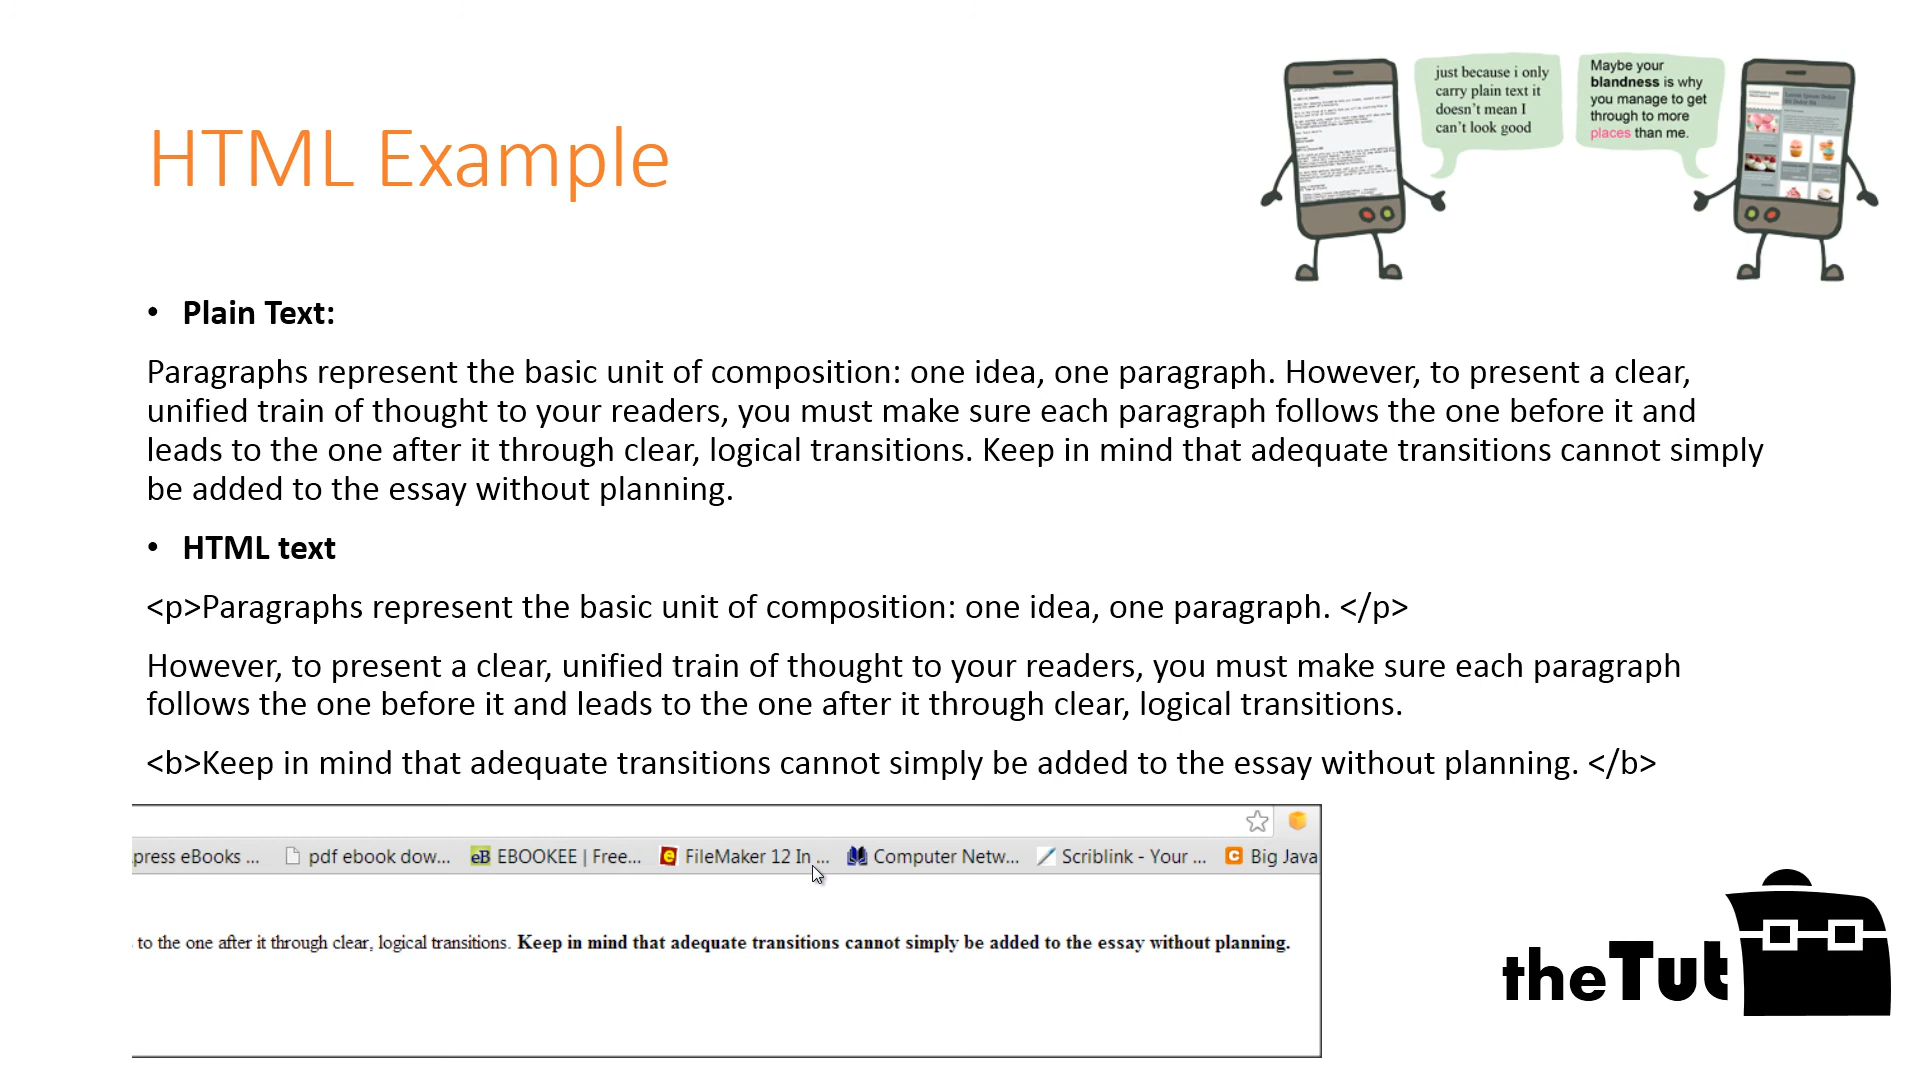 HTML Example
just because i only
carry plain text it
doesn't mean I
can't look good
Maybe your
blandness is why
you manage to get
through to more
places than me.
• Plain Text:
Paragraphs represent the basic unit of composition: one idea, one paragraph. However, to present a clear,
unified train of thought to your readers, you must make sure each paragraph follows the one before it and
leads to the one after it through clear, logical transitions. Keep in mind that adequate transitions cannot simply
be added to the essay without planning.
• HTML text
<p>Paragraphs represent the basic unit of composition: one idea, one paragraph. </p>
However, to present a clear, unified train of thought to your readers, you must make sure each paragraph
follows the one before it and leads to the one after it through clear, logical transitions.
<b>Keep in mind that adequate transitions cannot simply be added to the essay without planning. </b>
press eBooks ... pdf ebook dow... eB EBOOKEE | Free... FileMaker 12 In ... Computer Netw... Scriblink - Your ... Big Java
to the one after it through clear, logical transitions. Keep in mind that adequate transitions cannot simply be added to the essay without planning.
theTut